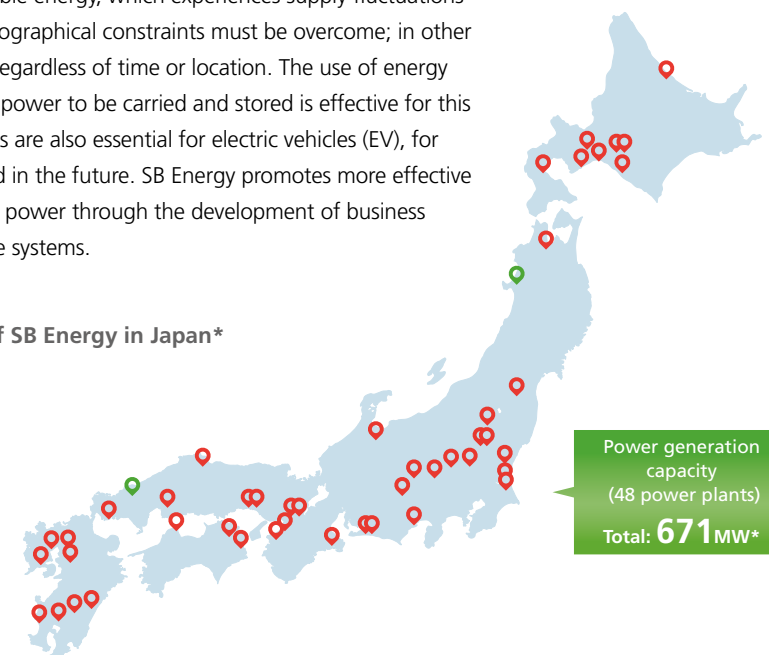 ble energy, which experiences supply fluctuations
ographical constraints must be overcome; in other
egardless of time or location. The use of energy
power to be carried and stored is effective for this
s are also essential for electric vehicles (EV), for
d in the future. SB Energy promotes more effective
power through the development of business
e systems.
f SB Energy in Japan*
Power generation
capacity
(48 power plants)
Total: 671MW*